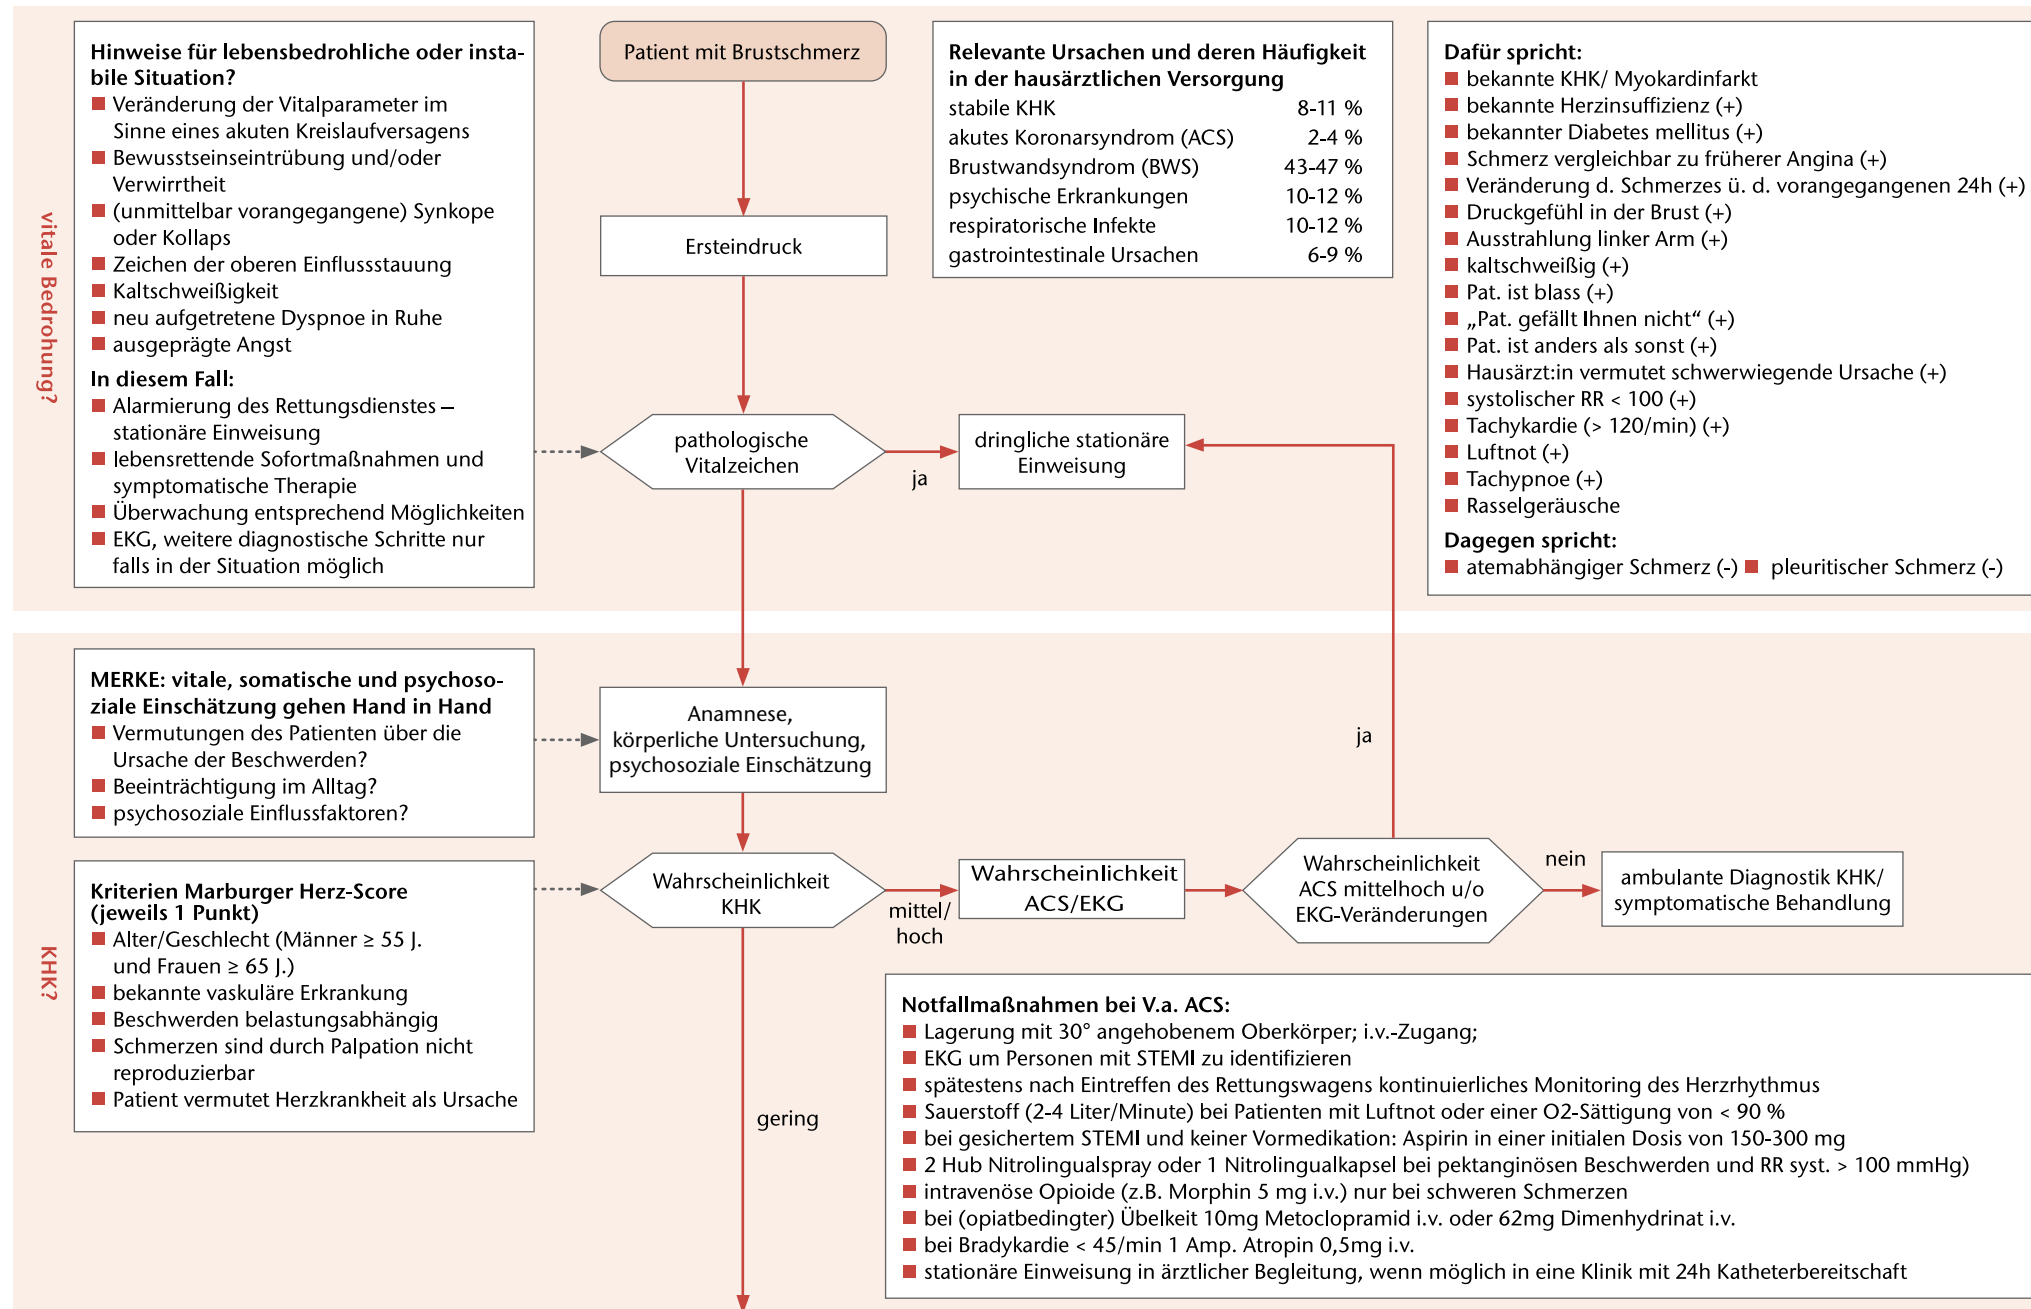 vitale Bedrohung?
Hinweise für lebensbedrohliche oder insta-
bile Situation?
Veränderung der Vitalparameter im
Sinne eines akuten Kreislaufversagens
Bewusstseinseintrübung und/oder
Verwirrtheit
(unmittelbar vorangegangene) Synkope
oder Kollaps
Zeichen der oberen Einflussstauung
Kaltschweißigkeit
neu aufgetretene Dyspnoe in Ruhe
ausgeprägte Angst
In diesem Fall:
Alarmierung des Rettungsdienstes –
stationäre Einweisung
lebensrettende Sofortmaßnahmen und
symptomatische Therapie
Überwachung entsprechend Möglichkeiten
EKG, weitere diagnostische Schritte nur
falls in der Situation möglich
Patient mit Brustschmerz
Ersteindruck
pathologische
Vitalzeichen
ja
dringliche stationäre
Einweisung
Relevante Ursachen und deren Häufigkeit
in der hausärztlichen Versorgung
stabile KHK 8-11 %
akutes Koronarsyndrom (ACS) 2-4 %
Brustwandsyndrom (BWS) 43-47 %
psychische Erkrankungen 10-12 %
respiratorische Infekte 10-12 %
gastrointestinale Ursachen 6-9 %
Dafür spricht:
bekannte KHK/ Myokardinfarkt
bekannte Herzinsuffizienz (+)
bekannter Diabetes mellitus (+)
Schmerz vergleichbar zu früherer Angina (+)
Veränderung d. Schmerzes ü. d. vorangegangenen 24h (+)
Druckgefühl in der Brust (+)
Ausstrahlung linker Arm (+)
kaltschweißig (+)
Pat. ist blass (+)
„Pat. gefällt Ihnen nicht“ (+)
Pat. ist anders als sonst (+)
Hausärzt:in vermutet schwerwiegende Ursache (+)
systolischer RR < 100 (+)
Tachykardie (> 120/min) (+)
Luftnot (+)
Tachypnoe (+)
Rasselgeräusche
Dagegen spricht:
atemabhängiger Schmerz (-) pleuritischer Schmerz (-)
KHK?
MERKE: vitale, somatische und psychoso-
ziale Einschätzung gehen Hand in Hand
Vermutungen des Patienten über die
Ursache der Beschwerden?
Beeinträchtigung im Alltag?
psychosoziale Einflussfaktoren?
Anamnese,
körperliche Untersuchung,
psychosoziale Einschätzung
ja
Kriterien Marburger Herz-Score
(jeweils 1 Punkt)
Alter/Geschlecht (Männer ≥ 55 J.
und Frauen ≥ 65 J.)
bekannte vaskuläre Erkrankung
Beschwerden belastungsabhängig
Schmerzen sind durch Palpation nicht
reproduzierbar
Patient vermutet Herzkrankheit als Ursache
Wahrscheinlichkeit
KHK
mittel/
hoch
Wahrscheinlichkeit
ACS/EKG
Wahrscheinlichkeit
ACS mittelhoch u/o
EKG-Veränderungen
nein
ambulante Diagnostik KHK/
symptomatische Behandlung
gering
Notfallmaßnahmen bei V.a. ACS:
Lagerung mit 30° angehobenem Oberkörper; i.v.-Zugang;
EKG um Personen mit STEMI zu identifizieren
spätestens nach Eintreffen des Rettungswagens kontinuierliches Monitoring des Herzrhythmus
Sauerstoff (2-4 Liter/Minute) bei Patienten mit Luftnot oder einer O2-Sättigung von < 90 %
bei gesichertem STEMI und keiner Vormedikation: Aspirin in einer initialen Dosis von 150-300 mg
2 Hub Nitrolingualspray oder 1 Nitrolingualkapsel bei pektanginösen Beschwerden und RR syst. > 100 mmHg)
intravenöse Opioide (z.B. Morphin 5 mg i.v.) nur bei schweren Schmerzen
bei (opiatbedingter) Übelkeit 10mg Metoclopramid i.v. oder 62mg Dimenhydrinat i.v.
bei Bradykardie < 45/min 1 Amp. Atropin 0,5mg i.v.
stationäre Einweisung in ärztlicher Begleitung, wenn möglich in eine Klinik mit 24h Katheterbereitschaft